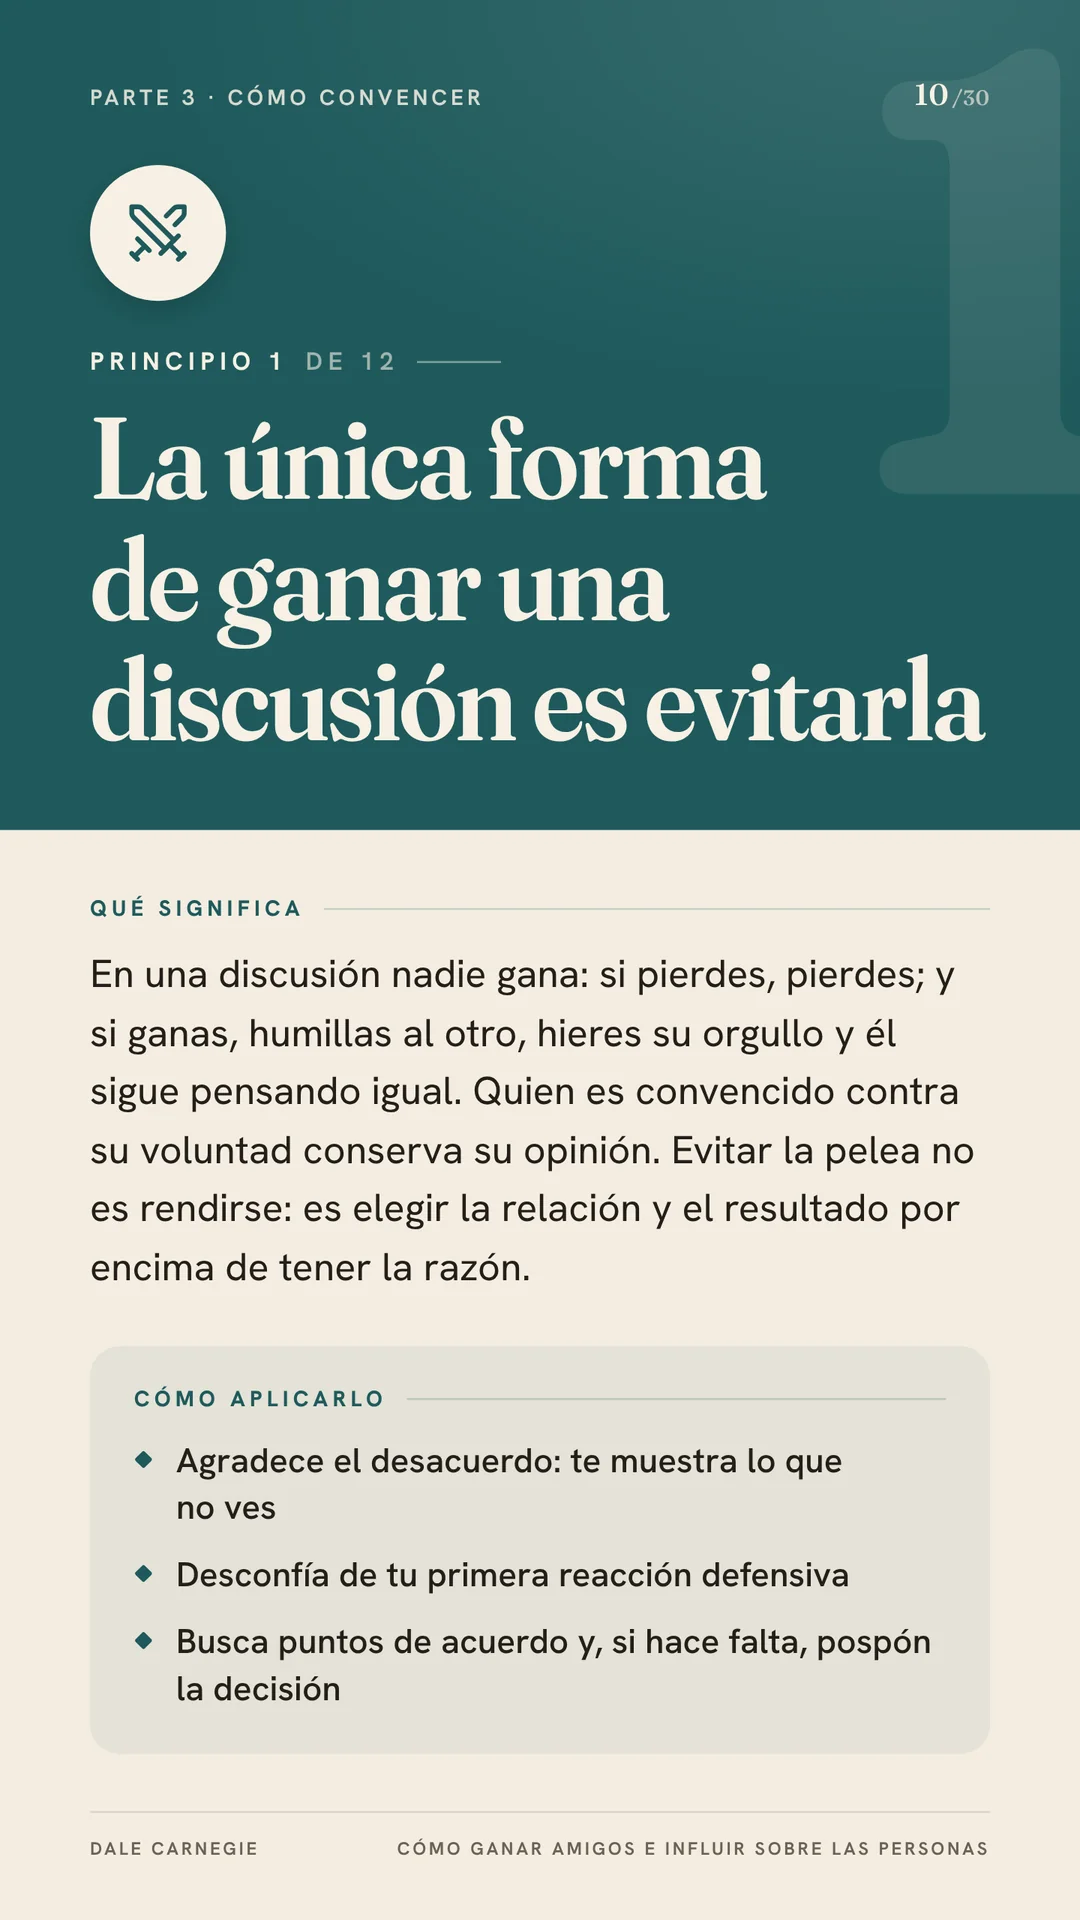 PARTE 3 · CÓMO CONVENCER
10/30
1
PRINCIPIO 1 DE 12
La única forma
de ganar una
discusión es evitarla
QUÉ SIGNIFICA
En una discusión nadie gana: si pierdes, pierdes; y
si ganas, humillas al otro, hieres su orgullo y él
sigue pensando igual. Quien es convencido contra
su voluntad conserva su opinión. Evitar la pelea no
es rendirse: es elegir la relación y el resultado por
encima de tener la razón.
CÓMO APLICARLO
Agradece el desacuerdo: te muestra lo que
no ves
Desconfía de tu primera reacción defensiva
Busca puntos de acuerdo y, si hace falta, pospón
la decisión
DALE CARNEGIE
CÓMO GANAR AMIGOS E INFLUIR SOBRE LAS PERSONAS